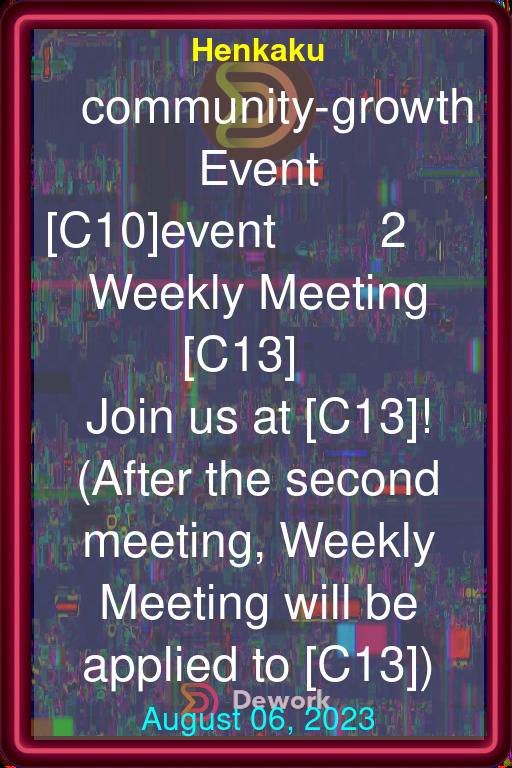 Henkaku
community-growth
Event
[C10]event 2
Weekly Meeting
[C13]
Join us at [C13]!
(After the second
meeting, Weekly
Meeting will be
applied to [C13])
Dework
August 06, 2023